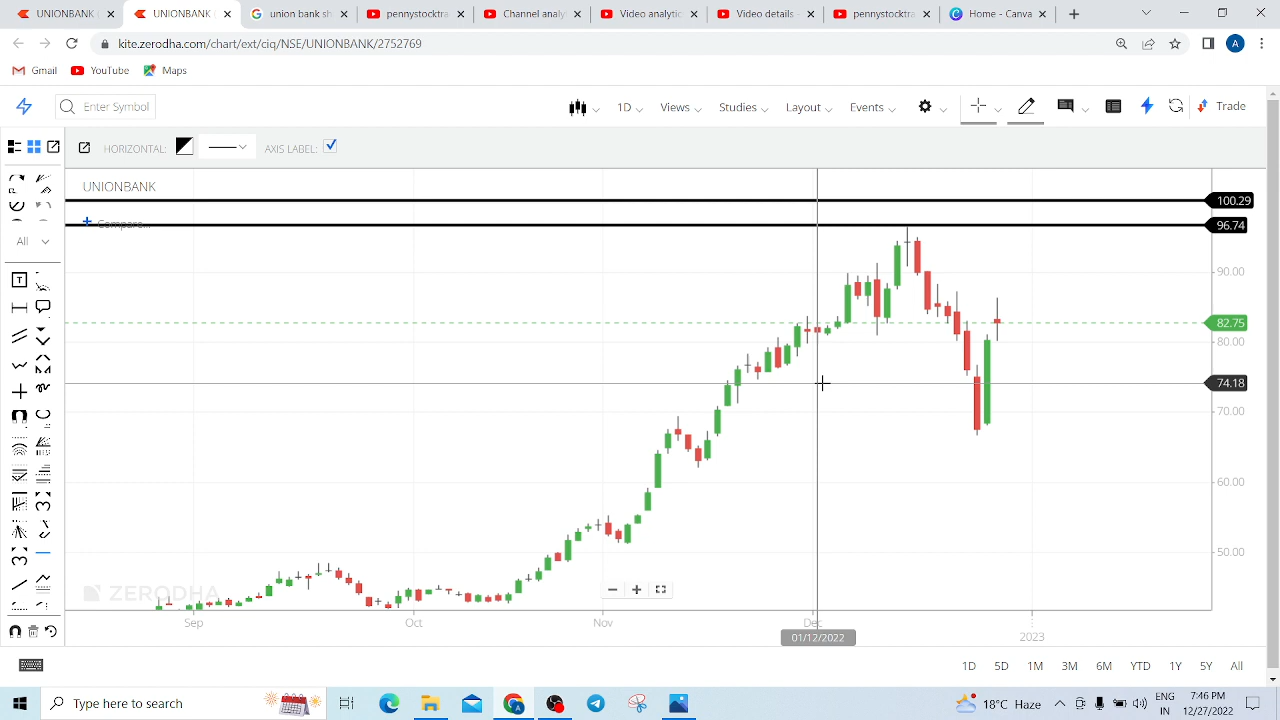 UNIONBANK
UNIONBANK
union bank sh
pennystocktra
Channel analy
Video analytic
Video details
pennystocktra
Home - Canva
kite.zerodha.com/chart/ext/ciq/NSE/UNIONBANK/2752769
A
Gmail
YouTube
Maps
Enter Symbol
1D
Views
Studies
Layout
Events
Trade
HORIZONTAL:
AXIS LABEL:
UNIONBANK
Compare...
All
T
100.29
96.74
90.00
82.75
80.00
74.18
70.00
60.00
50.00
ZERODHA
Sep
Oct
Nov
Dec
2023
01/12/2022
1D
5D
1M
3M
6M
YTD
1Y
5Y
All
Type here to search
18°C Haze
ENG
IN
7:46 PM
12/27/2022